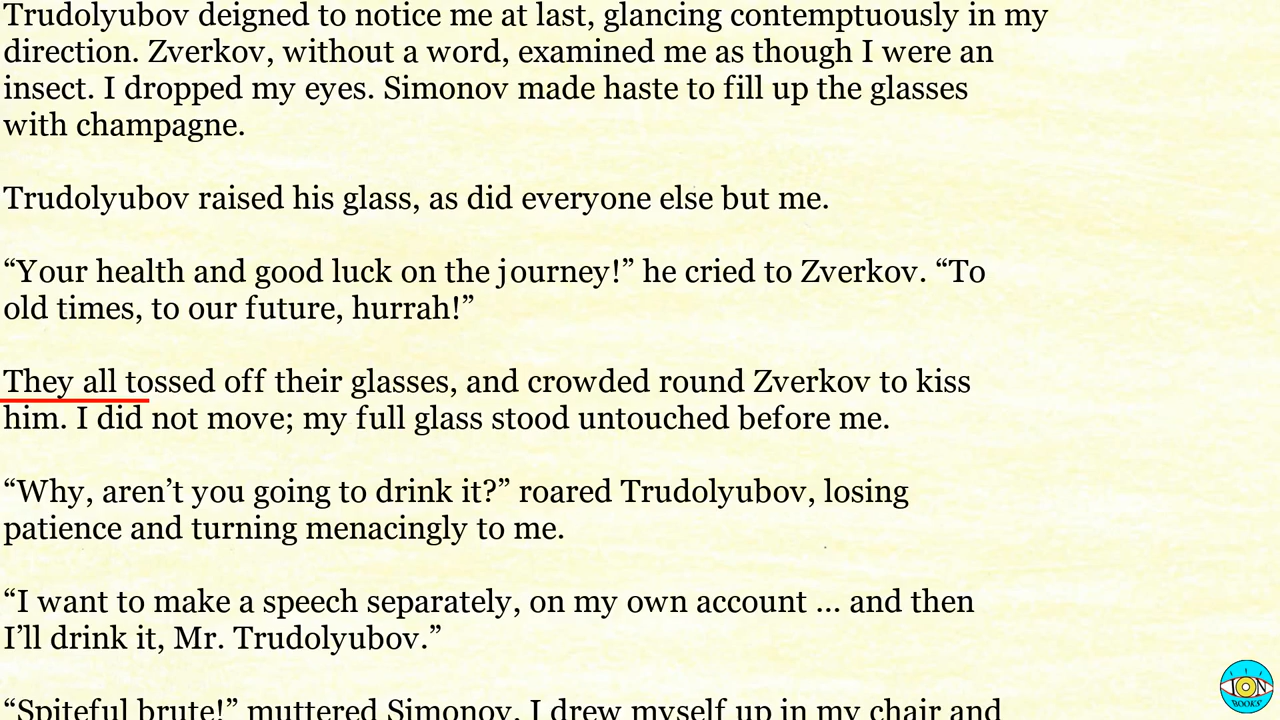 Trudolyubov deigned to notice me at last, glancing contemptuously in my
direction. Zverkov, without a word, examined me as though I were an
insect. I dropped my eyes. Simonov made haste to fill up the glasses
with champagne.
Trudolyubov raised his glass, as did everyone else but me.
“Your health and good luck on the journey!” he cried to Zverkov. “To
old times, to our future, hurrah!”
They all tossed off their glasses, and crowded round Zverkov to kiss
him. I did not move; my full glass stood untouched before me.
“Why, aren’t you going to drink it?” roared Trudolyubov, losing
patience and turning menacingly to me.
“I want to make a speech separately, on my own account ... and then
I’ll drink it, Mr. Trudolyubov.”
“Spiteful brute!” muttered Simonov. I drew myself up in my chair and
ION
BOOKS